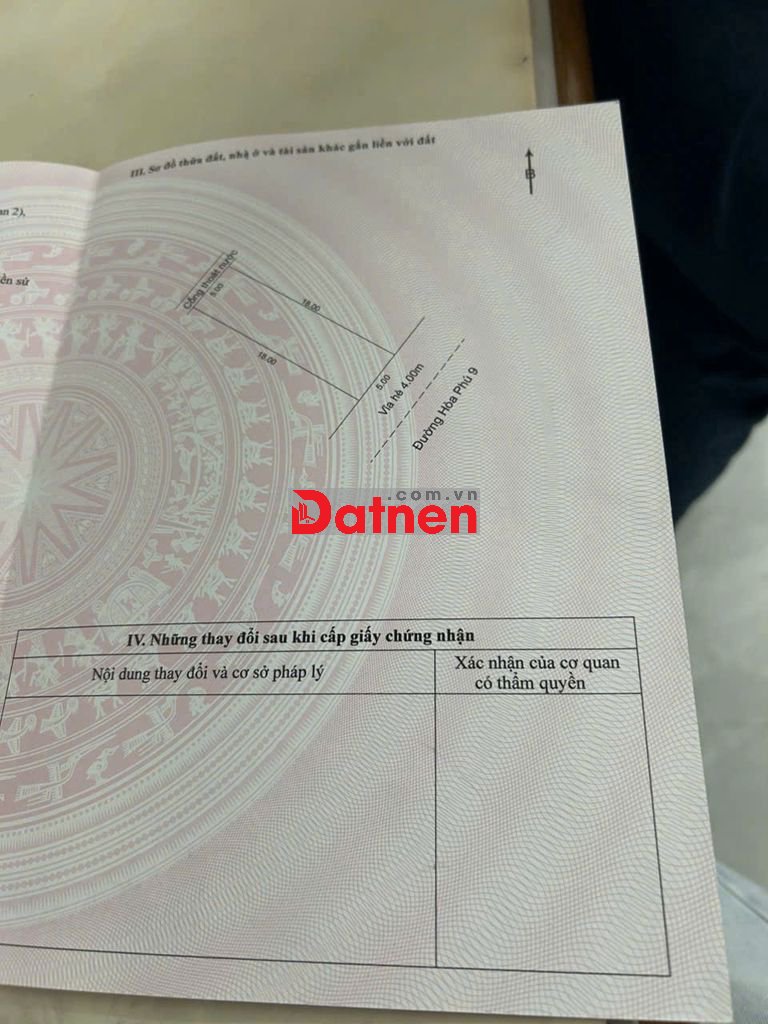 III. Sơ đồ thửa đất, nhà ở và tài sản khác gắn liền với đất
B
an 2),
ền sử
Cống thoát nước
5.00
18.00
18.00
5.00
Vỉa hè 4.00m
Đường Hòa Phú 9
.com.vn
Datnen
IV. Những thay đổi sau khi cấp giấy chứng nhận
Nội dung thay đổi và cơ sở pháp lý
Xác nhận của cơ quan
có thẩm quyền